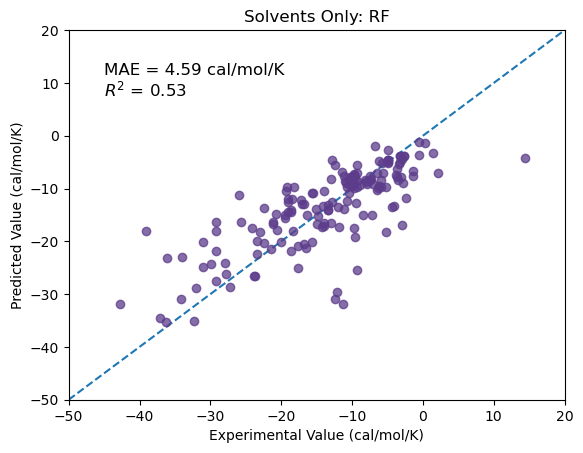 Solvents Only: RF
MAE = 4.59 cal/mol/K
R² = 0.53
Predicted Value (cal/mol/K)
20
10
0
−10
−20
−30
−40
−50
−50 −40 −30 −20 −10 0 10 20
Experimental Value (cal/mol/K)